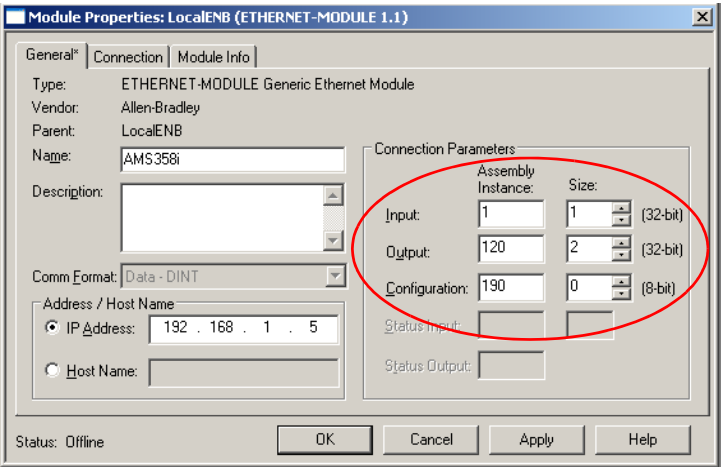 Module Properties: LocalENB (ETHERNET-MODULE 1.1)
General* Connection Module Info
Type: ETHERNET-MODULE Generic Ethernet Module
Vendor: Allen-Bradley
Parent: LocalENB
Name: AMS358i
Description:
Comm Format: Data - DINT
Address / Host Name
IP Address: 192 . 168 . 1 . 5
Host Name:
Connection Parameters
Assembly
Instance: Size:
Input: 1 1 (32-bit)
Output: 120 2 (32-bit)
Configuration: 190 0 (8-bit)
Status Input:
Status Output:
Status: Offline
OK Cancel Apply Help